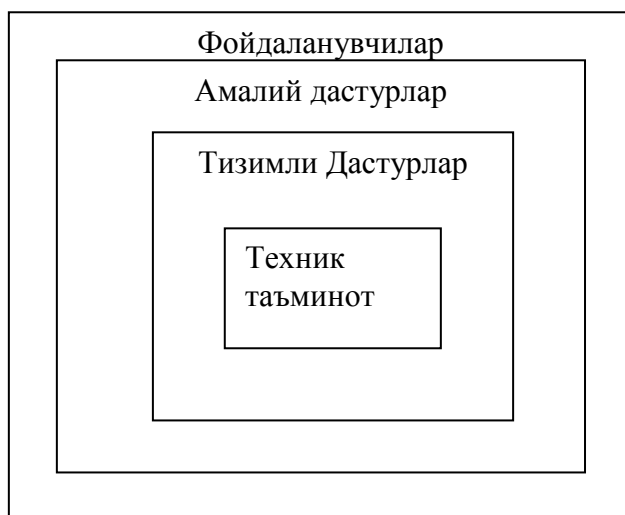 Фойдаланувчилар
Амалий дастурлар
Тизимли Дастурлар
Техник
таъминот